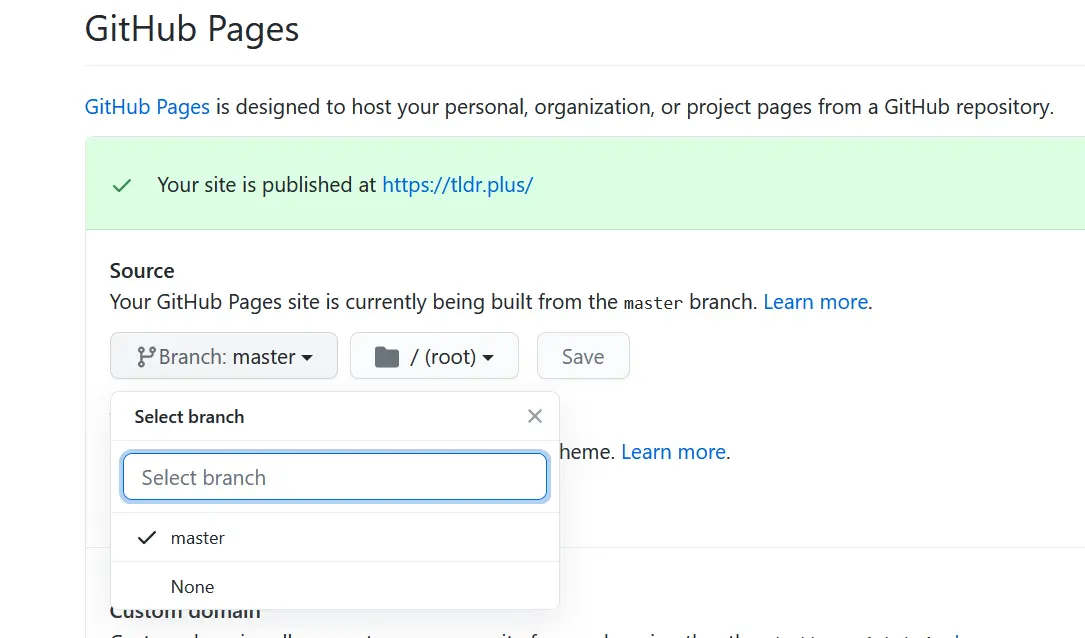 GitHub Pages
GitHub Pages is designed to host your personal, organization, or project pages from a GitHub repository.
Your site is published at https://tldr.plus/
Source
Your GitHub Pages site is currently being built from the master branch. Learn more.
Branch: master
/ (root)
Save
Select branch
heme. Learn more.
Select branch
master
None
Custom domain